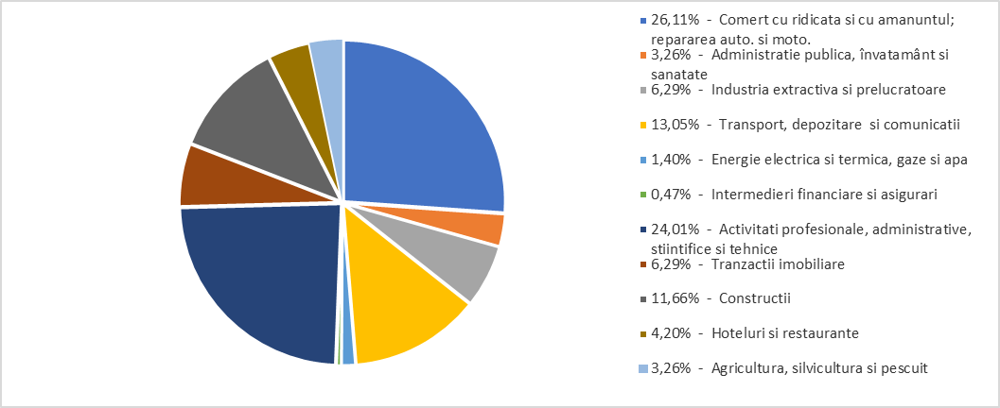 26,11%  -  Comert cu ridicata si cu amanuntul;
repararea auto. si moto.
3,26%  -  Administratie publica, învatamânt si
sanatate
6,29%  -  Industria extractiva si prelucratoare
13,05%  -  Transport, depozitare  si comunicatii
1,40%  -  Energie electrica si termica, gaze si apa
0,47%  -  Intermedieri financiare si asigurari
24,01%  -  Activitati profesionale, administrative,
stiintifice si tehnice
6,29%  -  Tranzactii imobiliare
11,66%  -  Constructii
4,20%  -  Hoteluri si restaurante
3,26%  -  Agricultura, silvicultura si pescuit